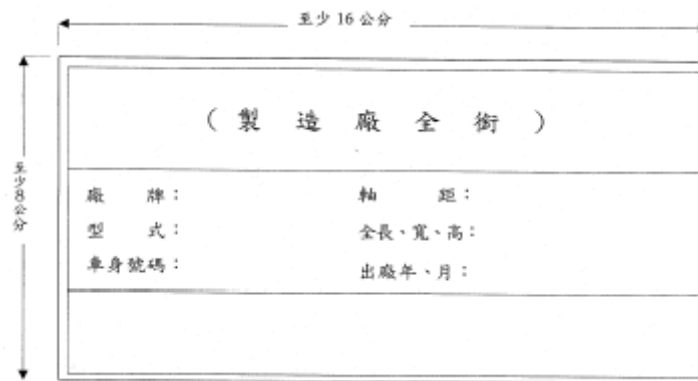 至少 16 公分
至少8公分
（製造廠全銜）
廠牌： 軸距：
型式： 全長、寬、高：
車身號碼： 出廠年、月：